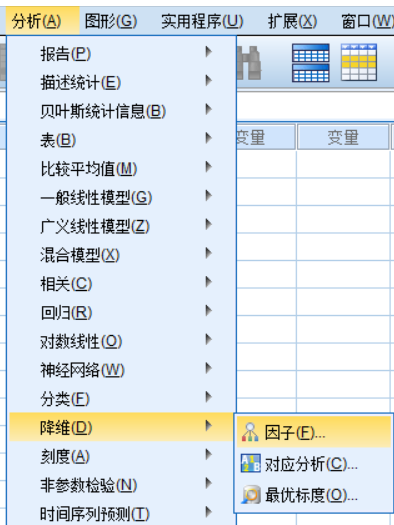 分析(A) 图形(G) 实用程序(U) 扩展(X) 窗口(W)
报告(P)
描述统计(E)
贝叶斯统计信息(B)
表(B)
变量 变量
比较平均值(M)
一般线性模型(G)
广义线性模型(Z)
混合模型(X)
相关(C)
回归(R)
对数线性(O)
神经网络(W)
分类(F)
降维(D)
因子(F)...
刻度(A)
对应分析(C)...
非参数检验(N)
最优标度(O)...
时间序列预测(T)